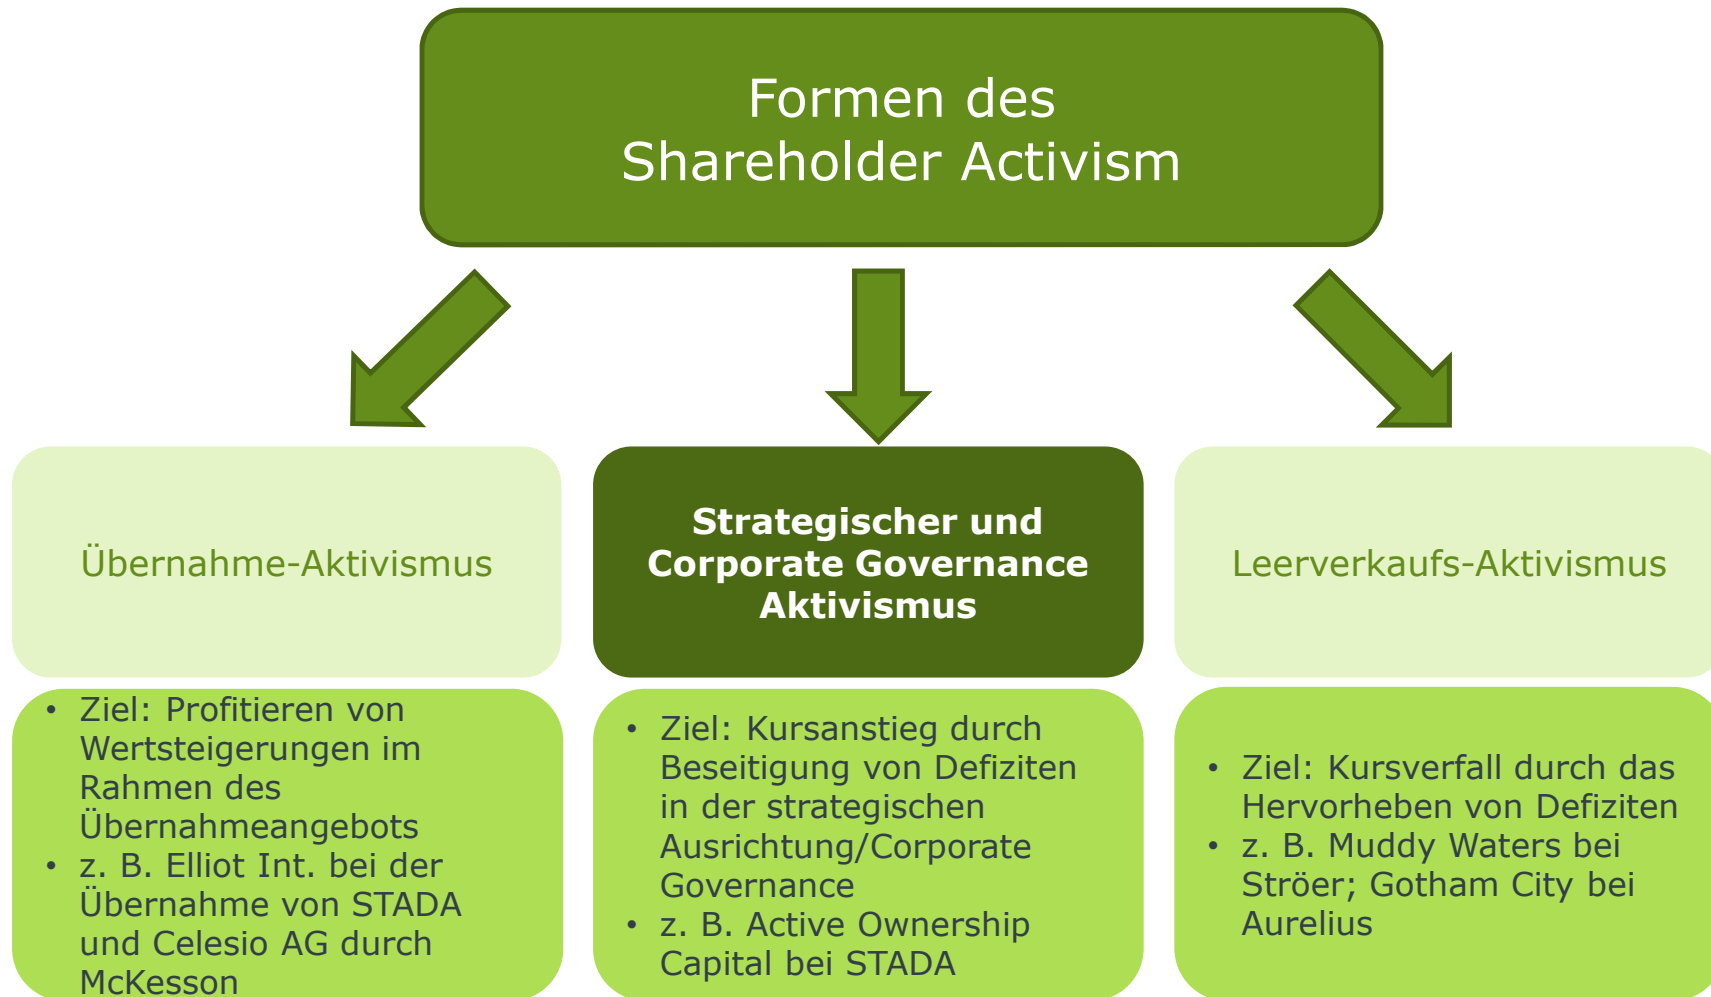 Formen des
Shareholder Activism
Übernahme-Aktivismus
Strategischer und
Corporate Governance
Aktivismus
Leerverkaufs-Aktivismus
• Ziel: Profitieren von
Wertsteigerungen im
Rahmen des
Übernahmeangebots
• z. B. Elliot Int. bei der
Übernahme von STADA
und Celesio AG durch
McKesson
• Ziel: Kursanstieg durch
Beseitigung von Defiziten
in der strategischen
Ausrichtung/Corporate
Governance
• z. B. Active Ownership
Capital bei STADA
• Ziel: Kursverfall durch das
Hervorheben von Defiziten
• z. B. Muddy Waters bei
Ströer; Gotham City bei
Aurelius